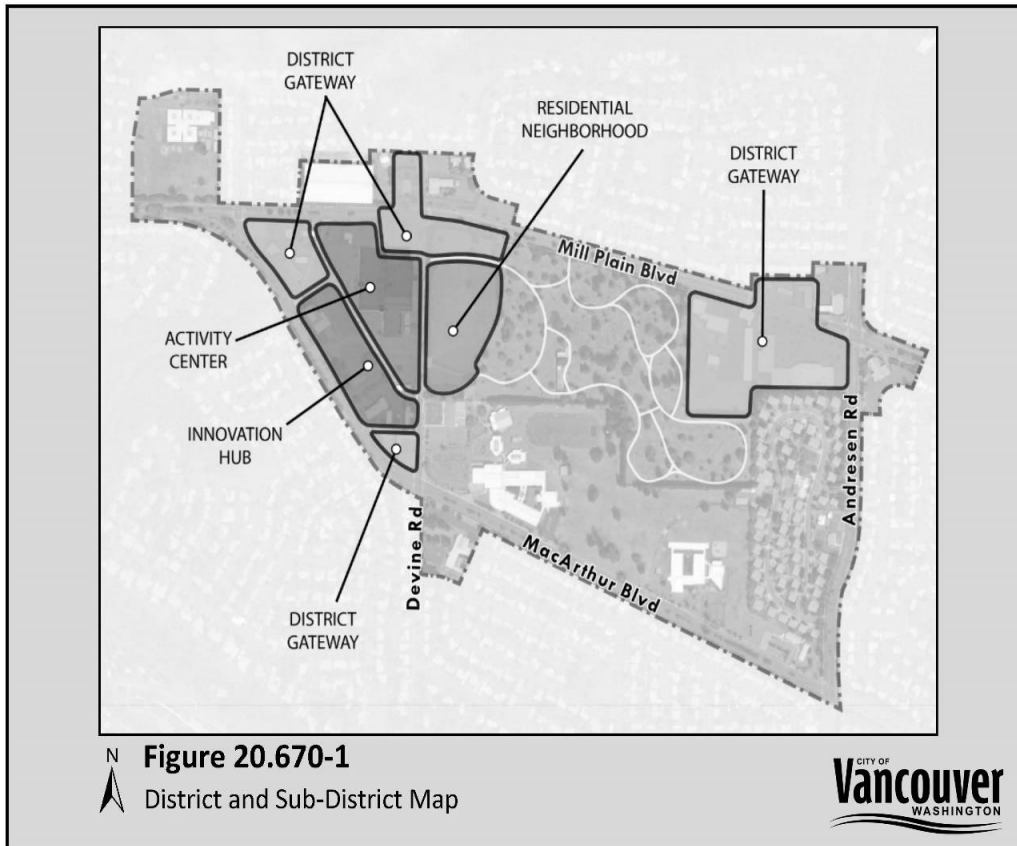 DISTRICT
GATEWAY
RESIDENTIAL
NEIGHBORHOOD
DISTRICT
GATEWAY
Mill Plain Blvd
ACTIVITY
CENTER
INNOVATION
HUB
Andresen Rd
Devine Rd
MacArthur Blvd
DISTRICT
GATEWAY
N
Figure 20.670-1
District and Sub-District Map
CITY OF
Vancouver
WASHINGTON